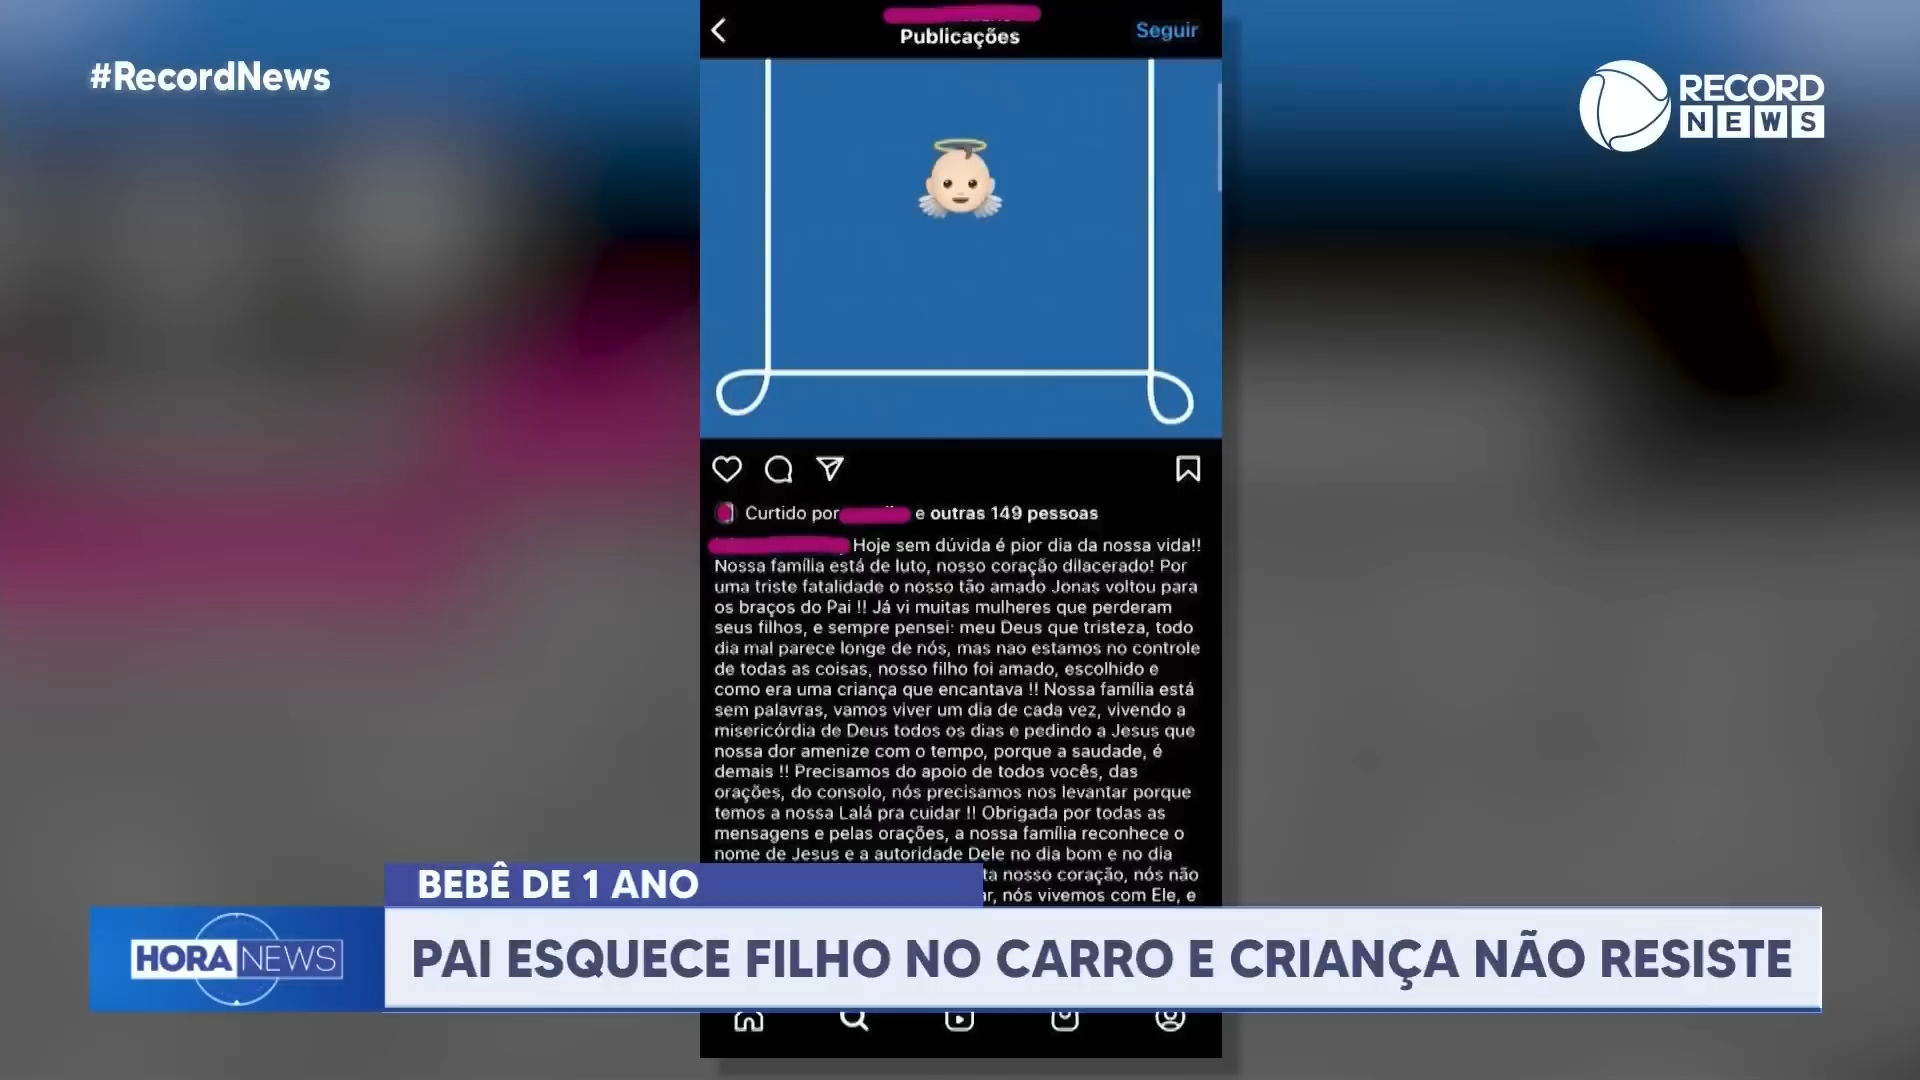 #RecordNews
RECORD
NEWS
Publicações
Seguir
Curtido por e outras 149 pessoas
Hoje sem dúvida é pior dia da nossa vida!!
Nossa família está de luto, nosso coração dilacerado! Por
uma triste fatalidade o nosso tão amado Jonas voltou para
os braços do Pai !! Já vi muitas mulheres que perderam
seus filhos, e sempre pensei: meu Deus que tristeza, todo
dia mal parece longe de nós, mas nao estamos no controle
de todas as coisas, nosso filho foi amado, escolhido e
como era uma criança que encantava !! Nossa família está
sem palavras, vamos viver um dia de cada vez, vivendo a
misericórdia de Deus todos os dias e pedindo a Jesus que
nossa dor amenize com o tempo, porque a saudade, é
demais !! Precisamos do apoio de todos vocês, das
orações, do consolo, nós precisamos nos levantar porque
temos a nossa Lalá pra cuidar !! Obrigada por todas as
mensagens e pelas orações, a nossa família reconhece o
nome de Jesus e a autoridade Dele no dia bom e no dia
nosso coração, nós não
nós vivemos com Ele, e
BEBÊ DE 1 ANO
HORA NEWS
PAI ESQUECE FILHO NO CARRO E CRIANÇA NÃO RESISTE